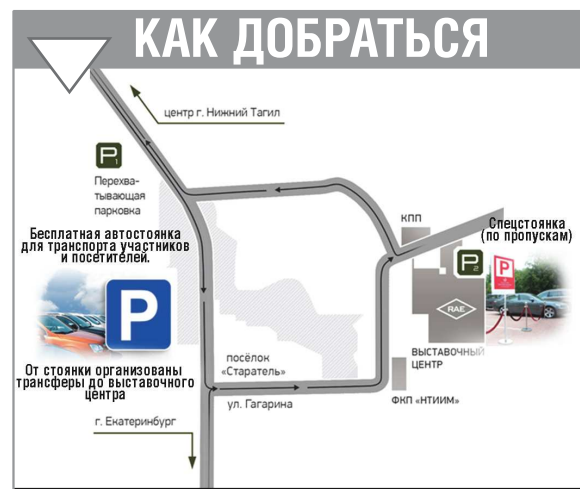 КАК ДОБРАТЬСЯ
центр г. Нижний Тагил
P1
Перехва-
тывающая
парковка
Бесплатная автостоянка
для транспорта участников
и посетителей.
P
От стоянки организованы
трансферы до выставочного
центра
г. Екатеринбург
посёлок
«Старатель»
ул. Гагарина
КПП
Спецстоянка
(по пропускам)
P2
P
RAE
ВЫСТАВОЧНЫЙ
ЦЕНТР
ФКП «НТИИМ»